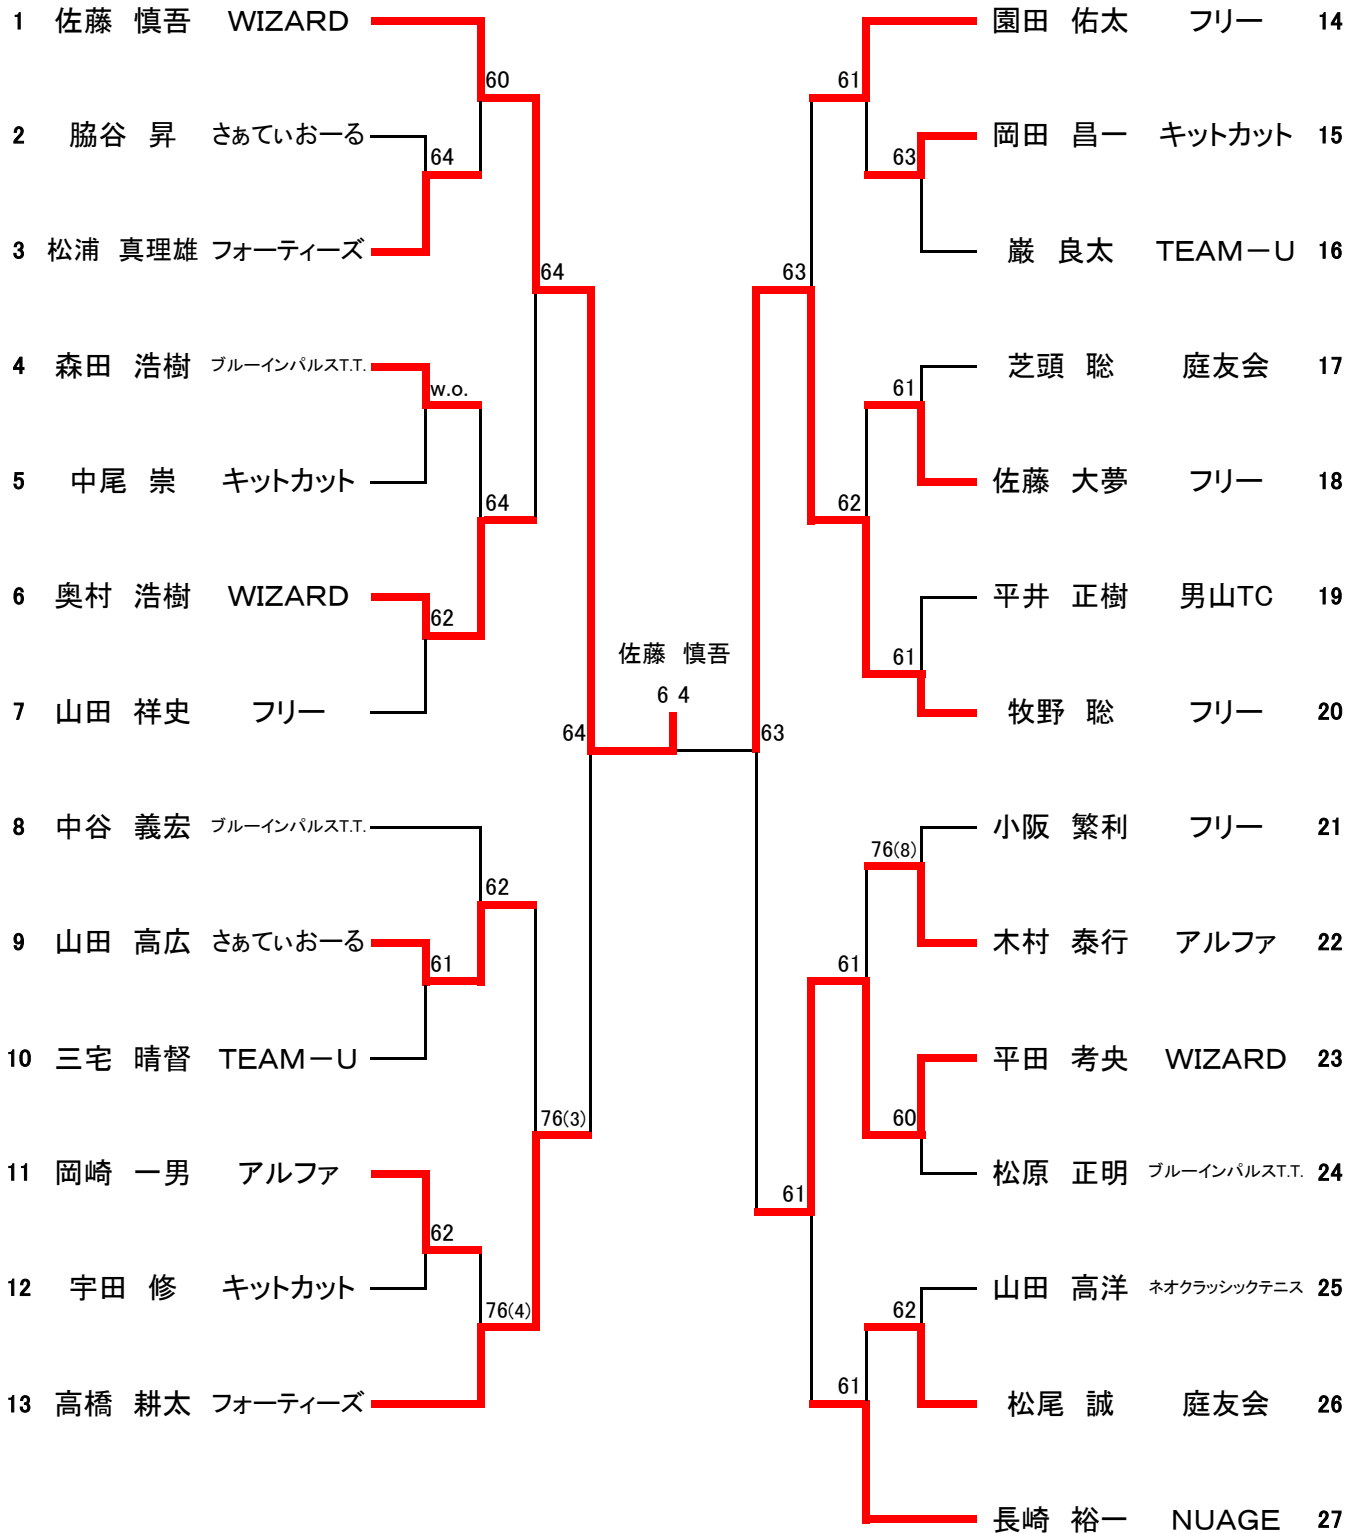 1 佐藤 慎吾 WIZARD
60
2 脇谷 昇 さぁてぃおーる
64
3 松浦 真理雄 フォーティーズ
64
4 森田 浩樹 ブルーインパルスT.T.
w.o.
5 中尾 崇 キットカット
64
6 奥村 浩樹 WIZARD
62
7 山田 祥史 フリー
64
8 中谷 義宏 ブルーインパルスT.T.
62
9 山田 高広 さぁてぃおーる
61
10 三宅 晴督 TEAM－U
76(3)
11 岡崎 一男 アルファ
62
12 宇田 修 キットカット
76(4)
13 高橋 耕太 フォーティーズ
佐藤 慎吾
6 4
園田 佑太 フリー 14
61
岡田 昌一 キットカット 15
63
巌 良太 TEAM－U 16
63
芝頭 聡 庭友会 17
61
佐藤 大夢 フリー 18
62
平井 正樹 男山TC 19
61
牧野 聡 フリー 20
63
小阪 繁利 フリー 21
76(8)
木村 泰行 アルファ 22
61
平田 考央 WIZARD 23
60
松原 正明 ブルーインパルスT.T. 24
61
山田 高洋 ネオクラッシックテニス 25
62
松尾 誠 庭友会 26
61
長崎 裕一 NUAGE 27